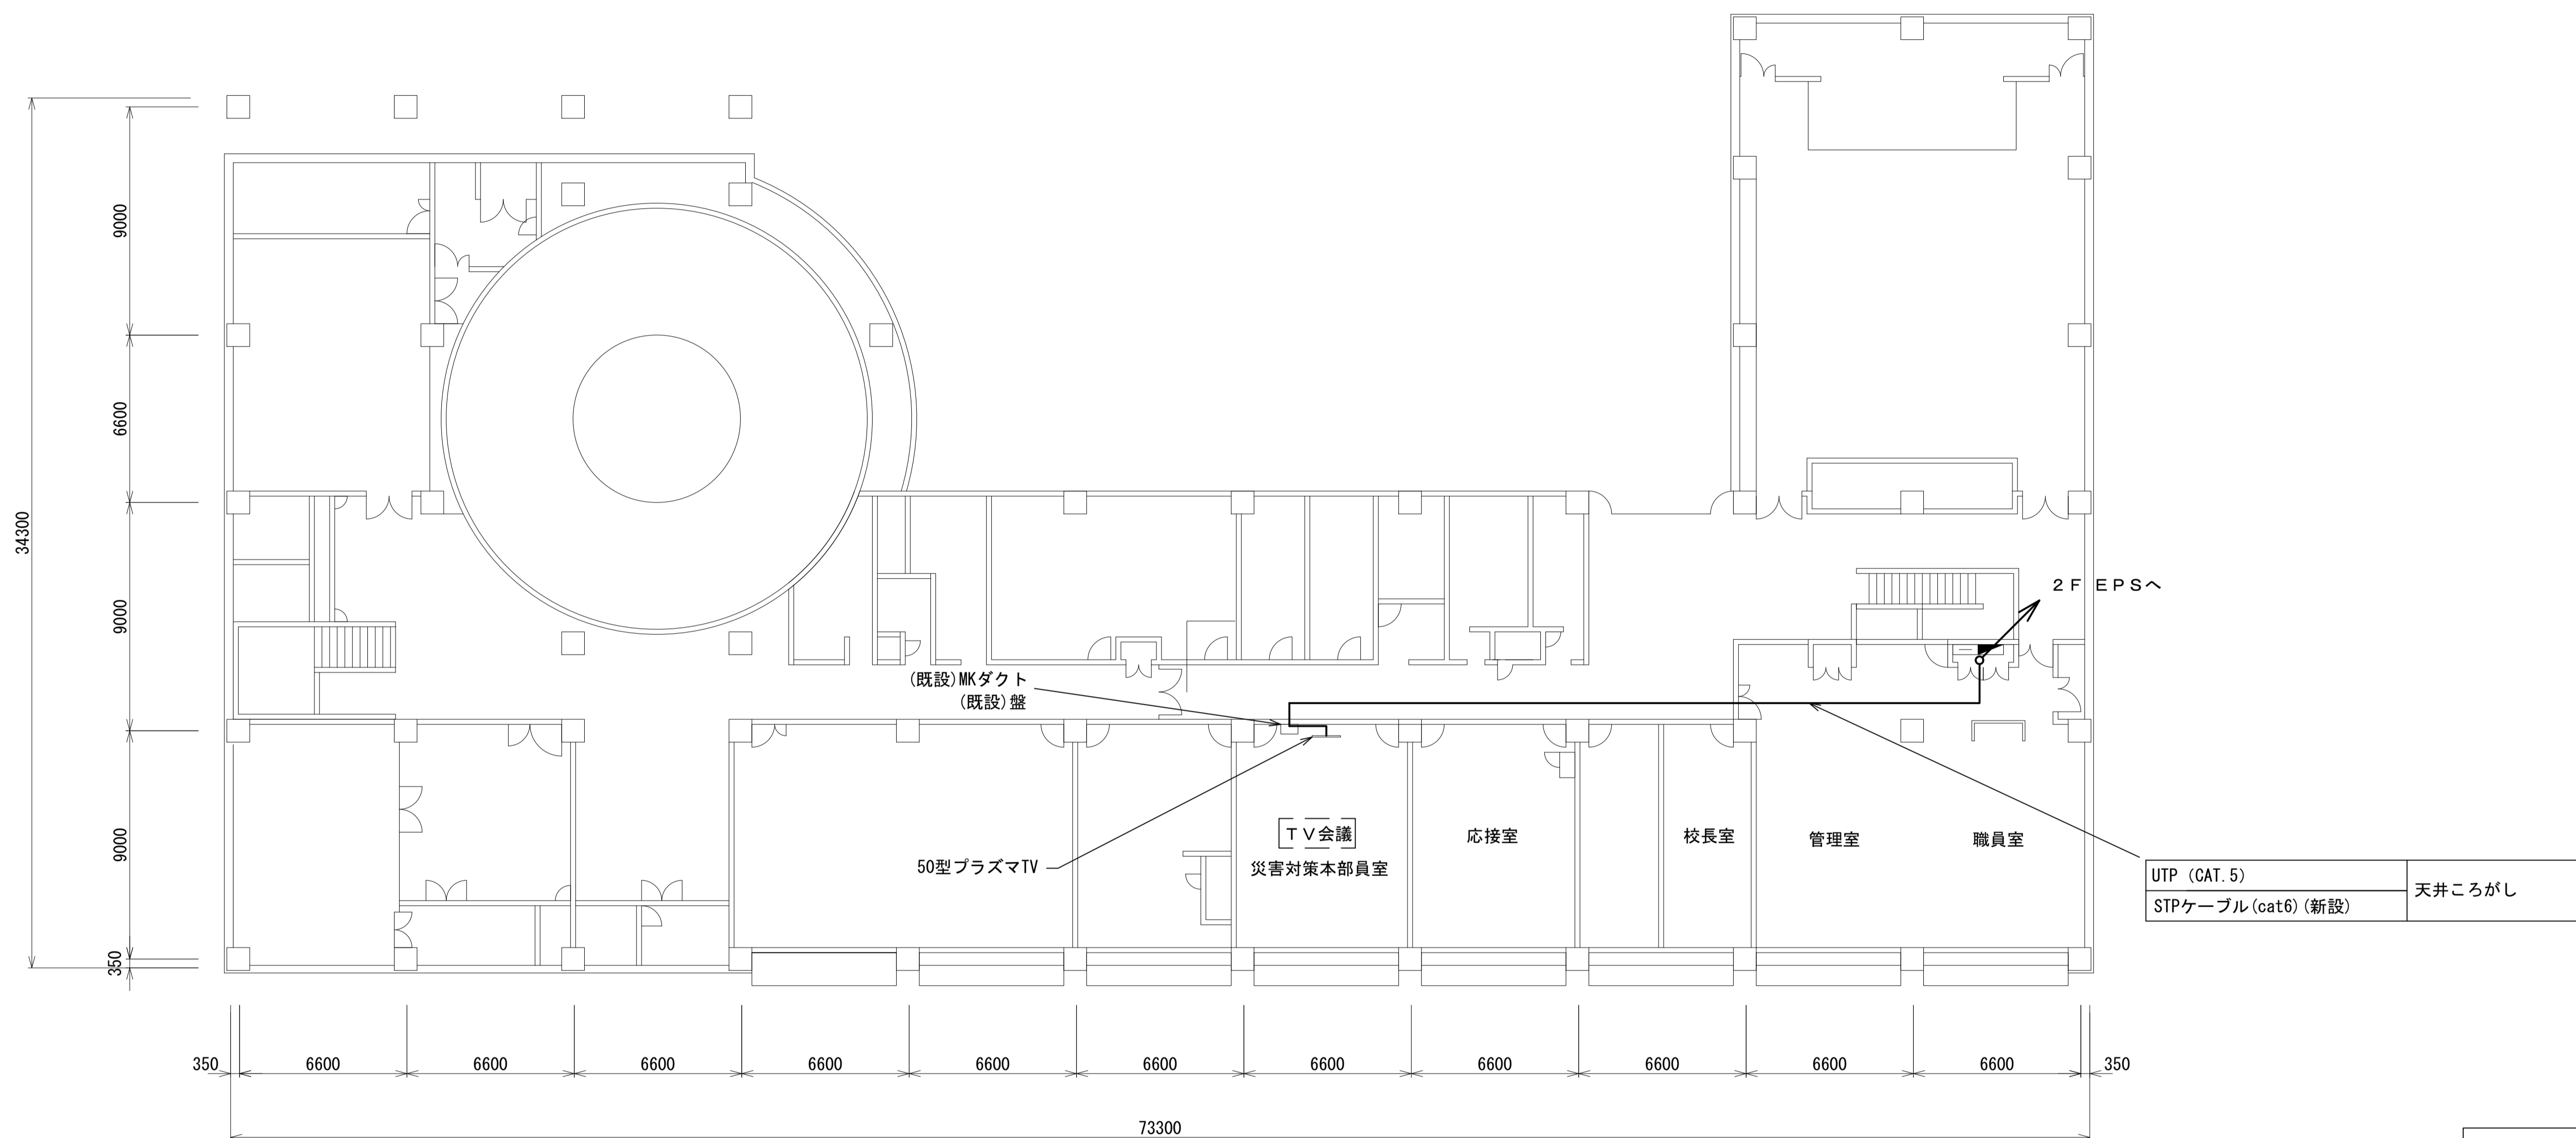 9000
6600
34300
9000
9000
350
2F EPSへ
(既設)MKダクト
(既設)盤
50型プラズマTV
TV会議
災害対策本部員室
応接室
校長室
管理室
職員室
UTP (CAT.5)
STPケーブル(cat6)(新設)
天井ころがし
350
6600
6600
6600
6600
6600
6600
6600
6600
6600
6600
6600
350
73300